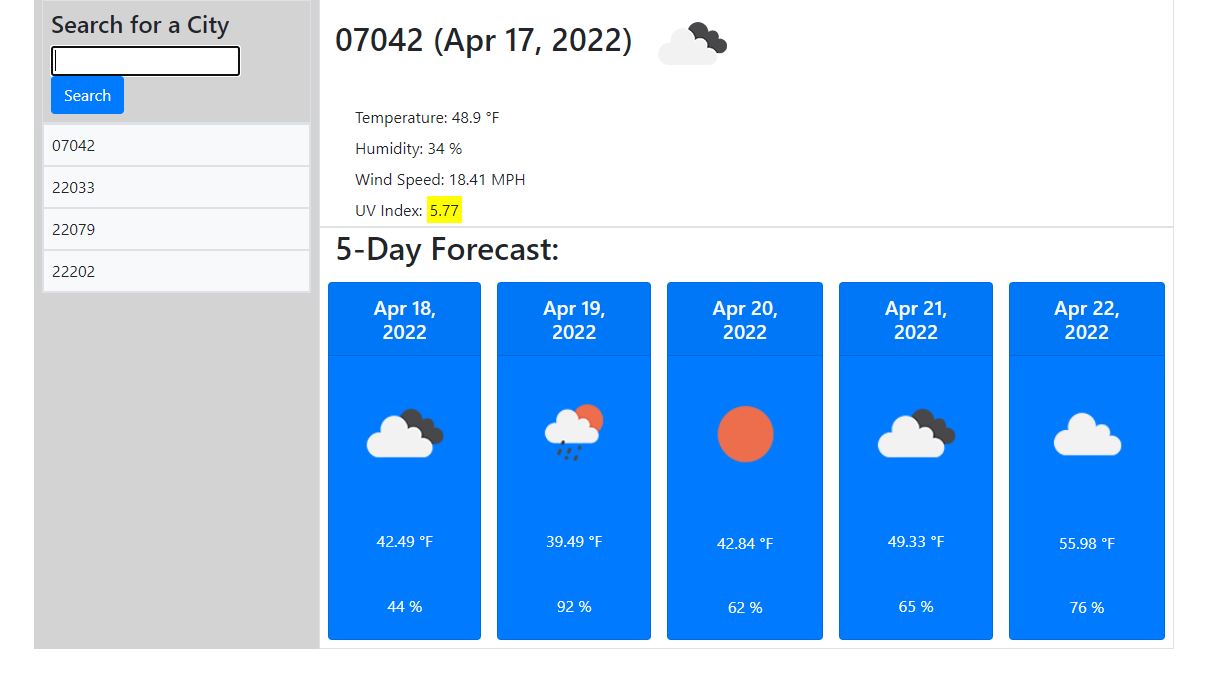 Search for a City
Search
07042
22033
22079
22202
07042 (Apr 17, 2022)
Temperature: 48.9 °F
Humidity: 34 %
Wind Speed: 18.41 MPH
UV Index: 5.77
5-Day Forecast:
Apr 18,
2022
42.49 °F
44 %
Apr 19,
2022
39.49 °F
92 %
Apr 20,
2022
42.84 °F
62 %
Apr 21,
2022
49.33 °F
65 %
Apr 22,
2022
55.98 °F
76 %